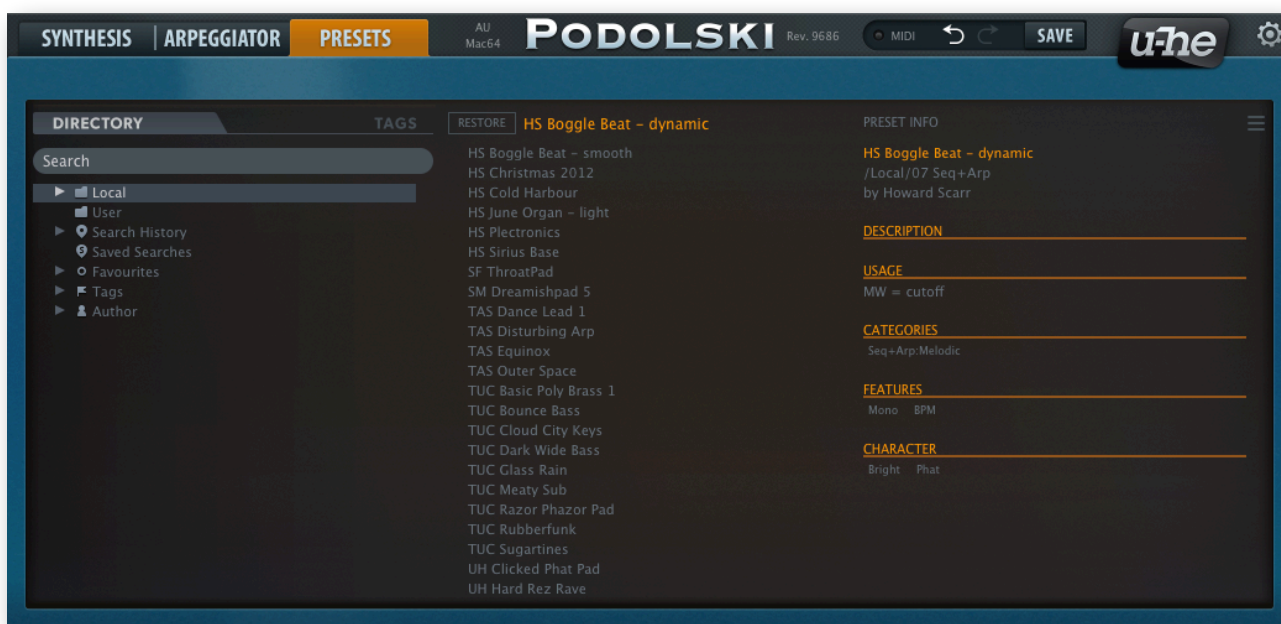 SYNTHESIS | ARPEGGIATOR PRESETS AU Mac64 PODOLSKI Rev. 9686 MIDI SAVE u-he
DIRECTORY TAGS
Search
Local
User
Search History
Saved Searches
Favourites
Tags
Author
RESTORE HS Boggle Beat – dynamic
HS Boggle Beat – smooth
HS Christmas 2012
HS Cold Harbour
HS June Organ – light
HS Plectronics
HS Sirius Base
SF ThroatPad
SM Dreamishpad 5
TAS Dance Lead 1
TAS Disturbing Arp
TAS Equinox
TAS Outer Space
TUC Basic Poly Brass 1
TUC Bounce Bass
TUC Cloud City Keys
TUC Dark Wide Bass
TUC Glass Rain
TUC Meaty Sub
TUC Razor Phazor Pad
TUC Rubberfunk
TUC Sugartines
UH Clicked Phat Pad
UH Hard Rez Rave
PRESET INFO
HS Boggle Beat – dynamic
/Local/07 Seq+Arp
by Howard Scarr
DESCRIPTION
USAGE
MW = cutoff
CATEGORIES
Seq+Arp:Melodic
FEATURES
Mono BPM
CHARACTER
Bright Phat